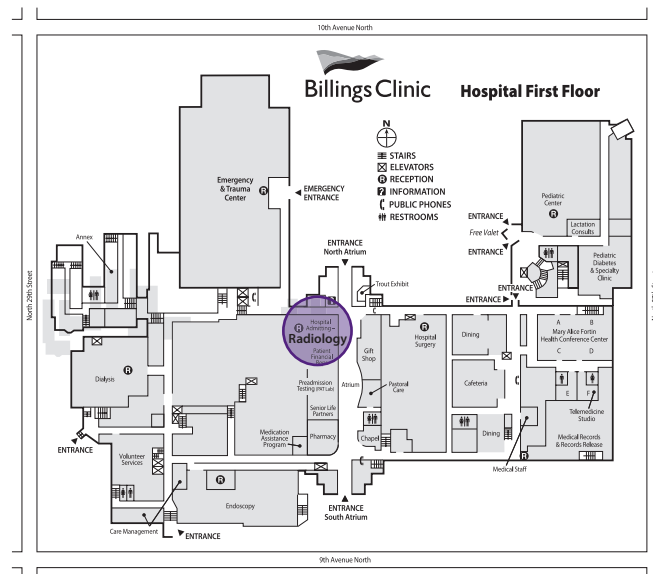 10th Avenue North
Billings Clinic
Hospital First Floor
N
STAIRS
ELEVATORS
R RECEPTION
? INFORMATION
PUBLIC PHONES
RESTROOMS
Emergency
& Trauma
Center
R
EMERGENCY
ENTRANCE
Pediatric
Center
R
ENTRANCE
Free Valet
ENTRANCE
Lactation
Consults
Annex
ENTRANCE
North Atrium
Pediatric
Diabetes
& Specialty
Clinic
Trout Exhibit
ENTRANCE
ENTRANCE
North 29th Street
R
Hospital
Admitting
Radiology
Patient
Financial
R
Hospital
Surgery
Dining
A B
Mary Alice Fortin
Health Conference Center
C D
Gift
Shop
Dialysis
R
Preadmission
Testing (PAT Lab)
Atrium
Pastoral
Care
Cafeteria
E F
Senior Life
Partners
Telemedicine
Studio
Medication
Assistance
Program
Pharmacy
Chapel
Dining
Medical Records
& Records Release
ENTRANCE
Volunteer
Services
R
Medical Staff
R
Endoscopy
ENTRANCE
South Atrium
Care Management
ENTRANCE
9th Avenue North